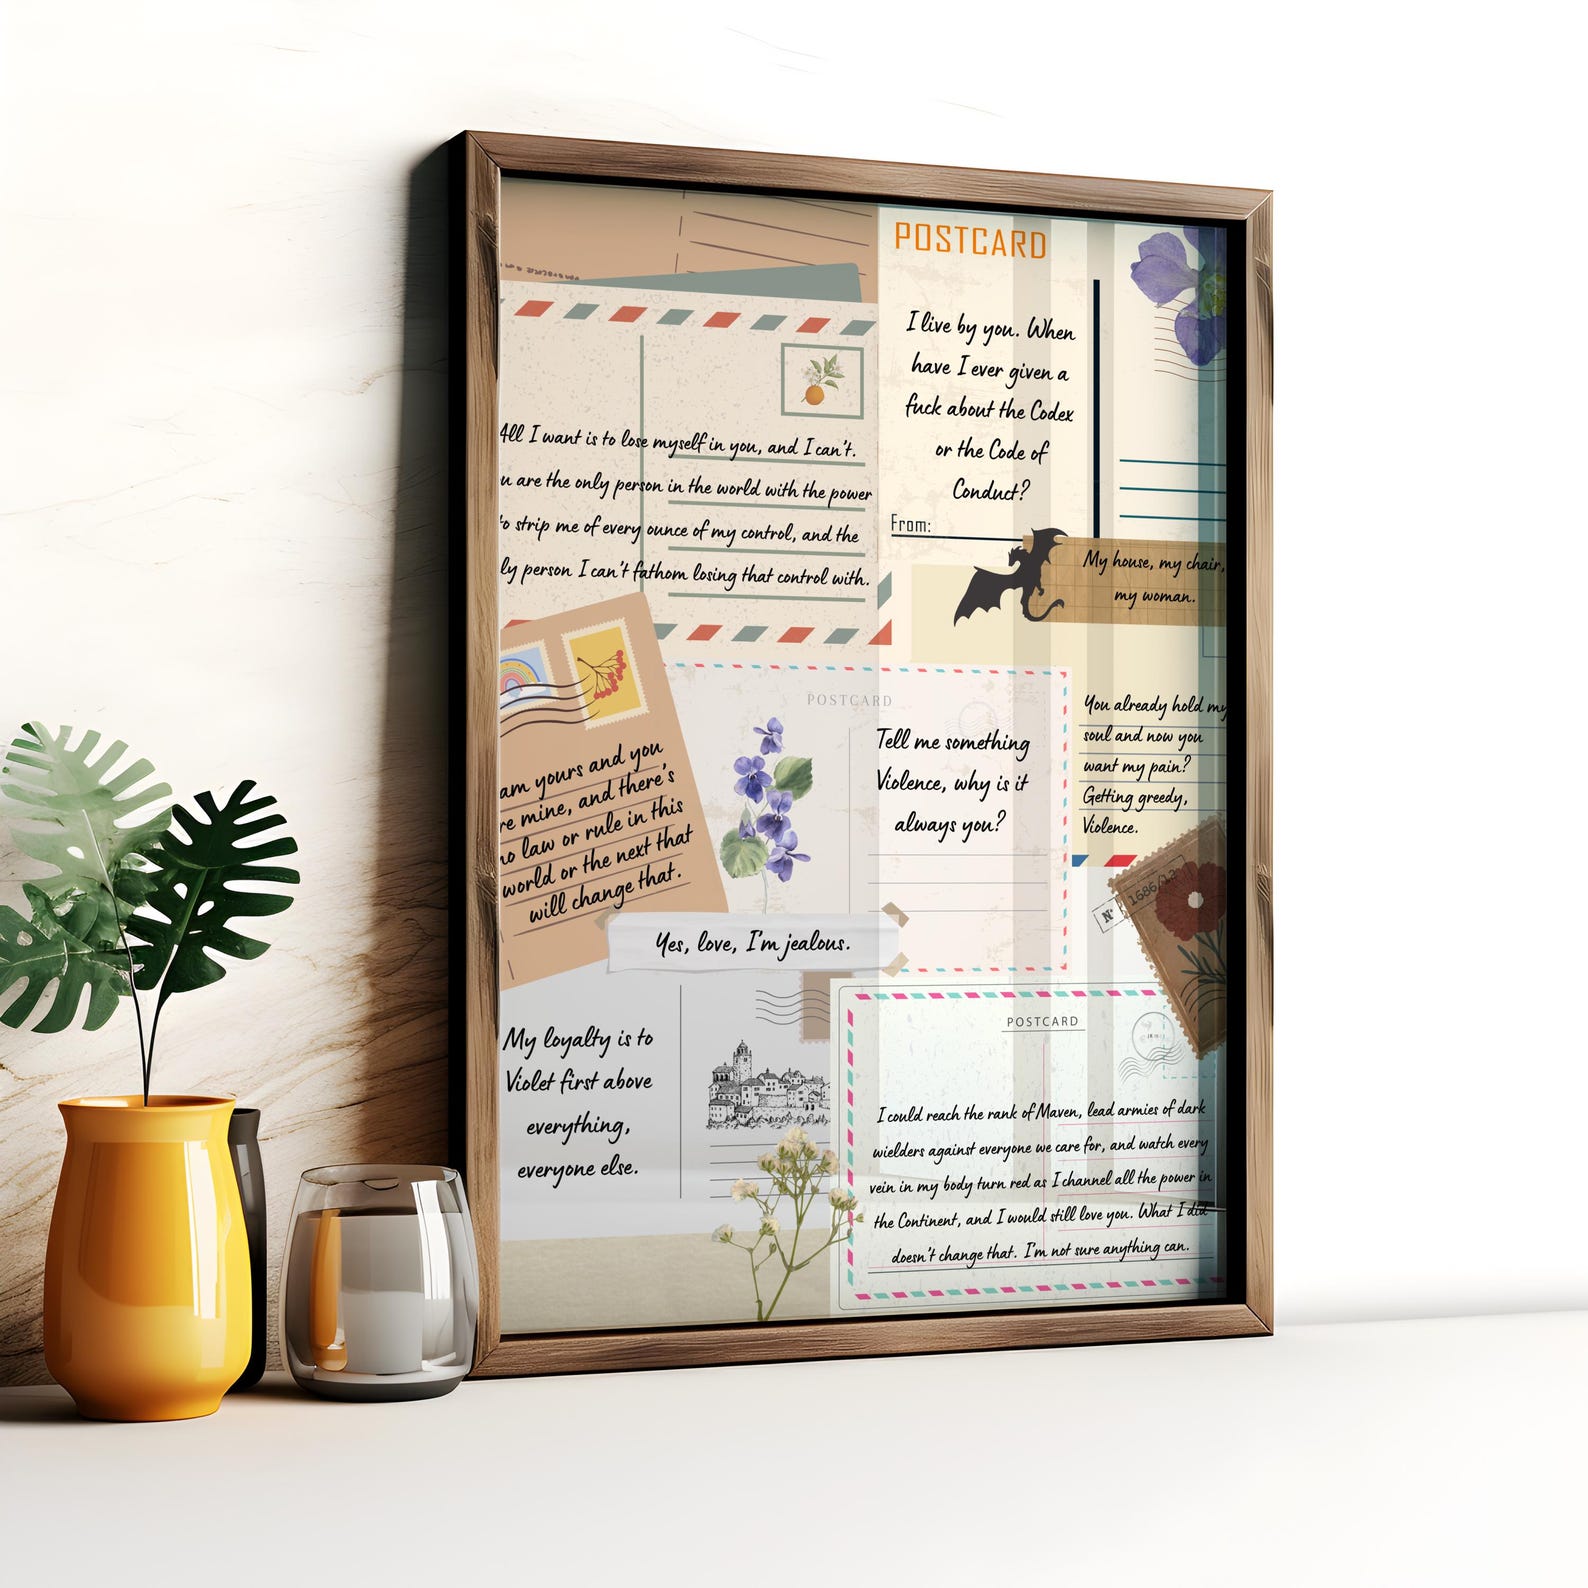 POSTCARD
I live by you. When
have I ever given a
fuck about the Codex
or the Code of
Conduct?
From:
All I want is to lose myself in you, and I can't.
u are the only person in the world with the power
to strip me of every ounce of my control, and the
ly person I can't fathom losing that control with.
My house, my chair,
my woman.
am yours and you
re mine, and there's
no law or rule in this
world or the next that
will change that.
POSTCARD
Tell me something
Violence, why is it
always you?
You already hold my
soul and now you
want my pain?
Getting greedy,
Violence.
Nº 1686/12
Yes, love, I'm jealous.
My loyalty is to
Violet first above
everything,
everyone else.
POSTCARD
I could reach the rank of Maven, lead armies of dark
wielders against everyone we care for, and watch every
vein in my body turn red as I channel all the power in
the Continent, and I would still love you. What I did
doesn't change that. I'm not sure anything can.